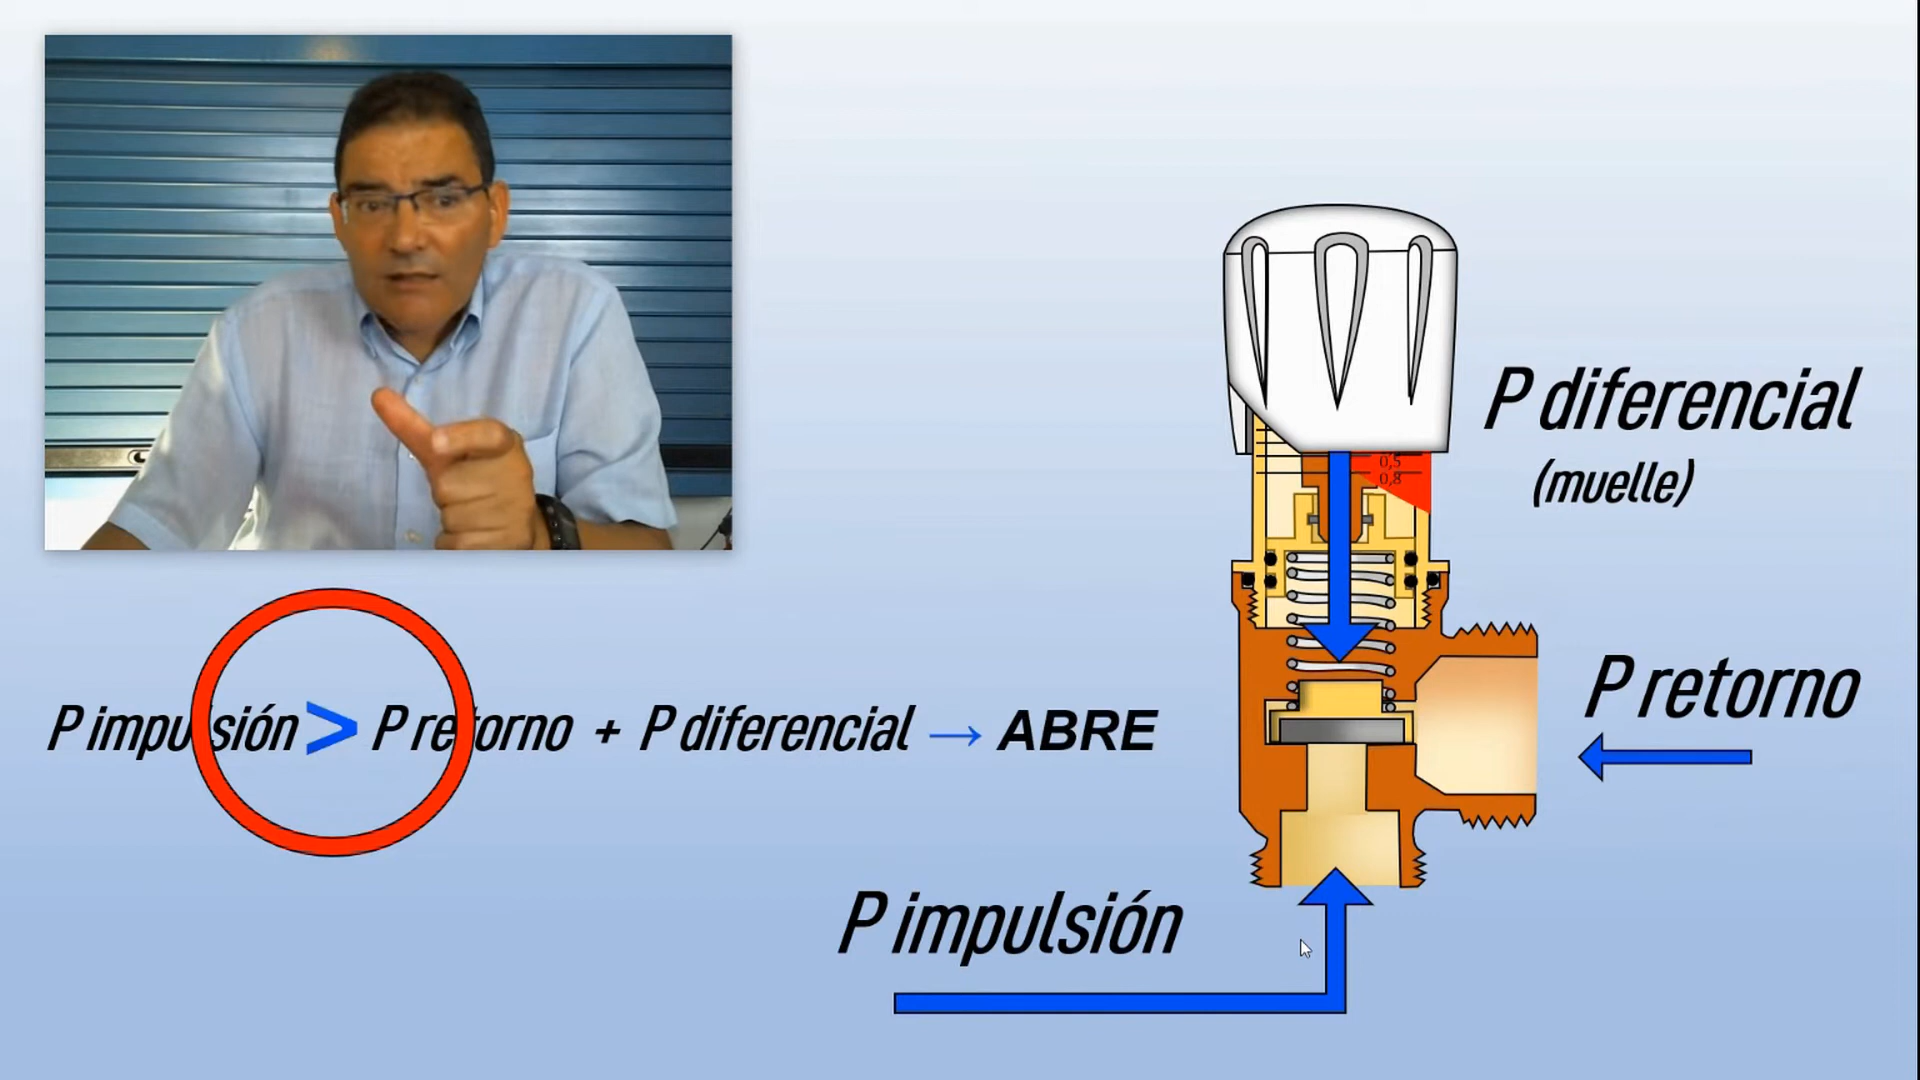 P diferencial
(muelle)
0,5
0,8
P retorno
P impulsión > P retorno + P diferencial → ABRE
P impulsión